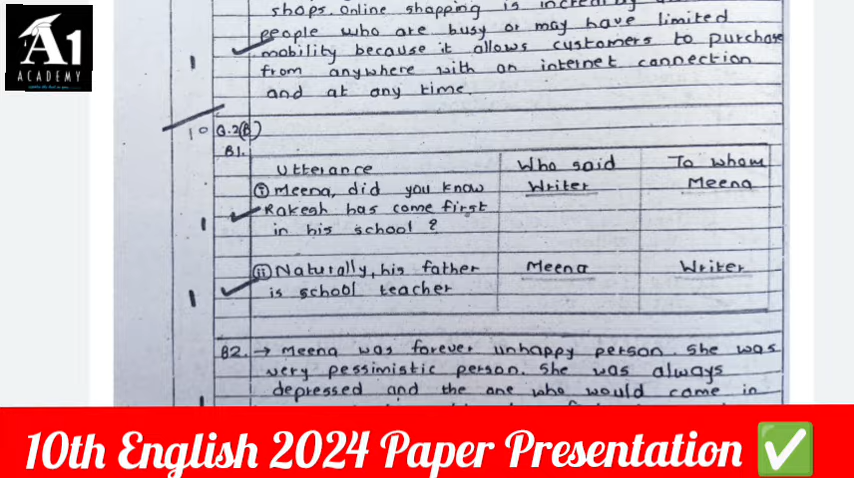 shops. online shopping is
people who are busy or may have limited
mobility because it allows customers to purchase
from anywhere with an internet connection
and at any time.
A1
ACADEMY
1
10 Q.2(B)
B1.
Utterance Who said To whom
(i) Meena, did you know Writer Meena
Rakesh has come first
1 in his school ?
(ii) Naturally, his father Meena Writer
1 is school teacher
B2. → Meena was forever unhappy person. She was
very pessimistic person. She was always
depressed and the one who would come in
10th English 2024 Paper Presentation ✅